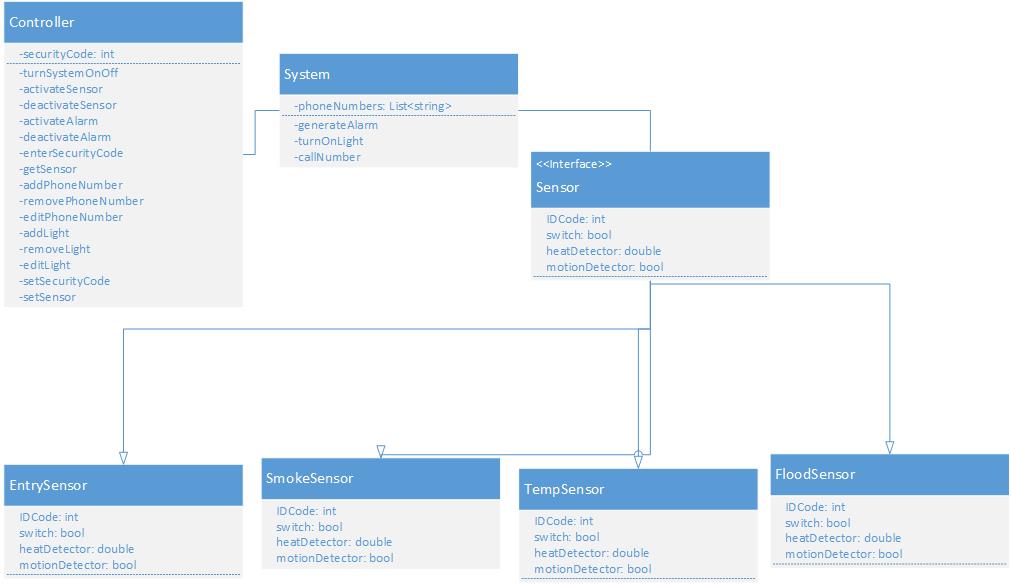 Controller
-securityCode: int
-turnSystemOnOff
-activateSensor
-deactivateSensor
-activateAlarm
-deactivateAlarm
-enterSecurityCode
-getSensor
-addPhoneNumber
-removePhoneNumber
-editPhoneNumber
-addLight
-removeLight
-editLight
-setSecurityCode
-setSensor
System
-phoneNumbers: List<string>
-generateAlarm
-turnOnLight
-callNumber
<<Interface>>
Sensor
IDCode: int
switch: bool
heatDetector: double
motionDetector: bool
EntrySensor
IDCode: int
switch: bool
heatDetector: double
motionDetector: bool
SmokeSensor
IDCode: int
switch: bool
heatDetector: double
motionDetector: bool
TempSensor
IDCode: int
switch: bool
heatDetector: double
motionDetector: bool
FloodSensor
IDCode: int
switch: bool
heatDetector: double
motionDetector: bool